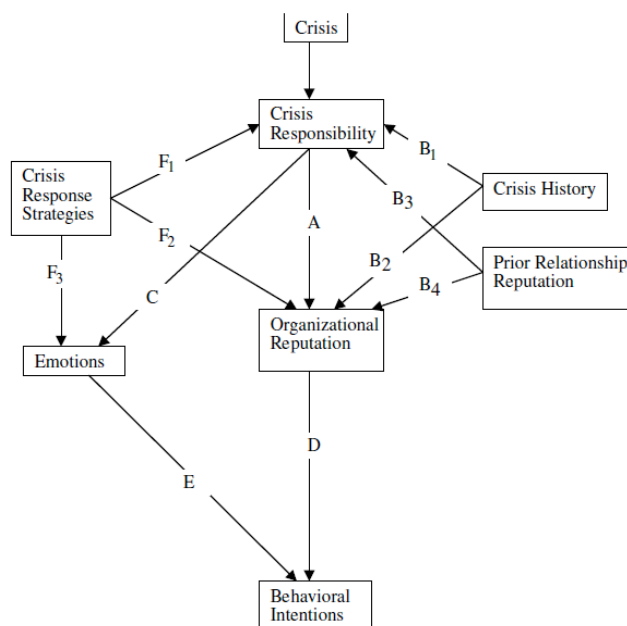 Crisis
Crisis
Responsibility
F1
B1
Crisis
Response
Strategies
Crisis History
B3
A
F2
B2
Prior Relationship
Reputation
F3
B4
C
Organizational
Reputation
Emotions
D
E
Behavioral
Intentions